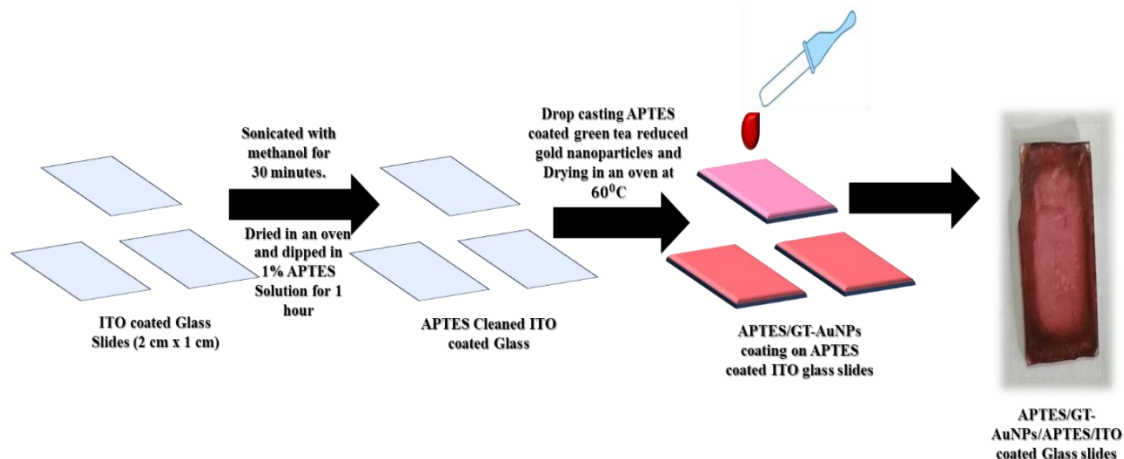 Sonicated with
methanol for
30 minutes.
Dried in an oven
and dipped in
1% APTES
Solution for 1
hour
ITO coated Glass
Slides (2 cm x 1 cm)
APTES Cleaned ITO
coated Glass
Drop casting APTES
coated green tea reduced
gold nanoparticles and
Drying in an oven at
60⁰C
APTES/GT-AuNPs
coating on APTES
coated ITO glass slides
APTES/GT-
AuNPs/APTES/ITO
coated Glass slides